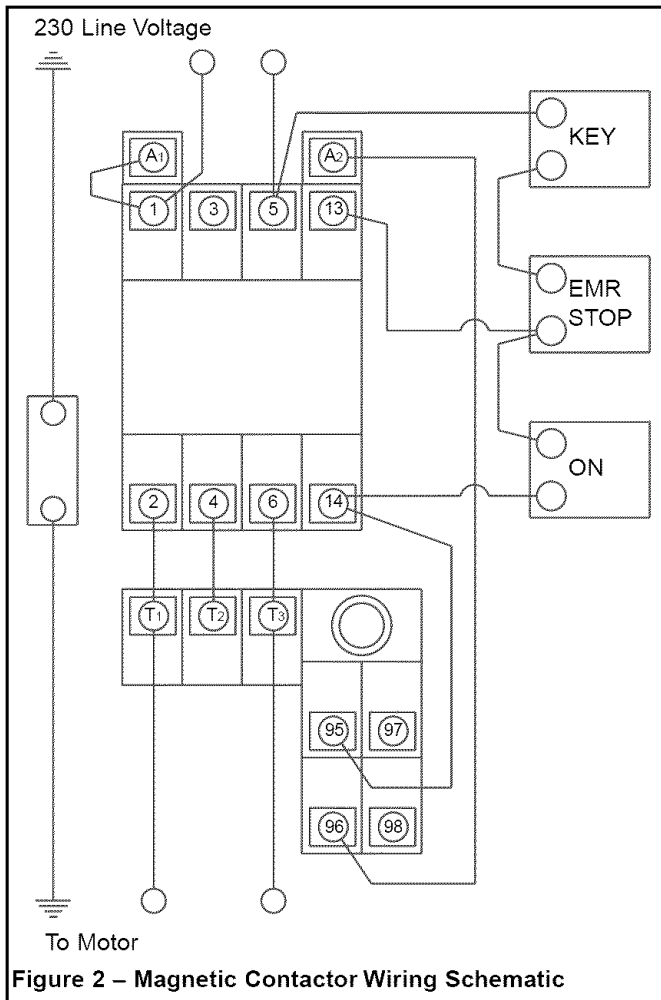 230 Line Voltage
A1 A2
1 3 5 13
KEY
EMR
STOP
ON
2 4 6 14
T1 T2 T3
95 97
96 98
To Motor
Figure 2 – Magnetic Contactor Wiring Schematic